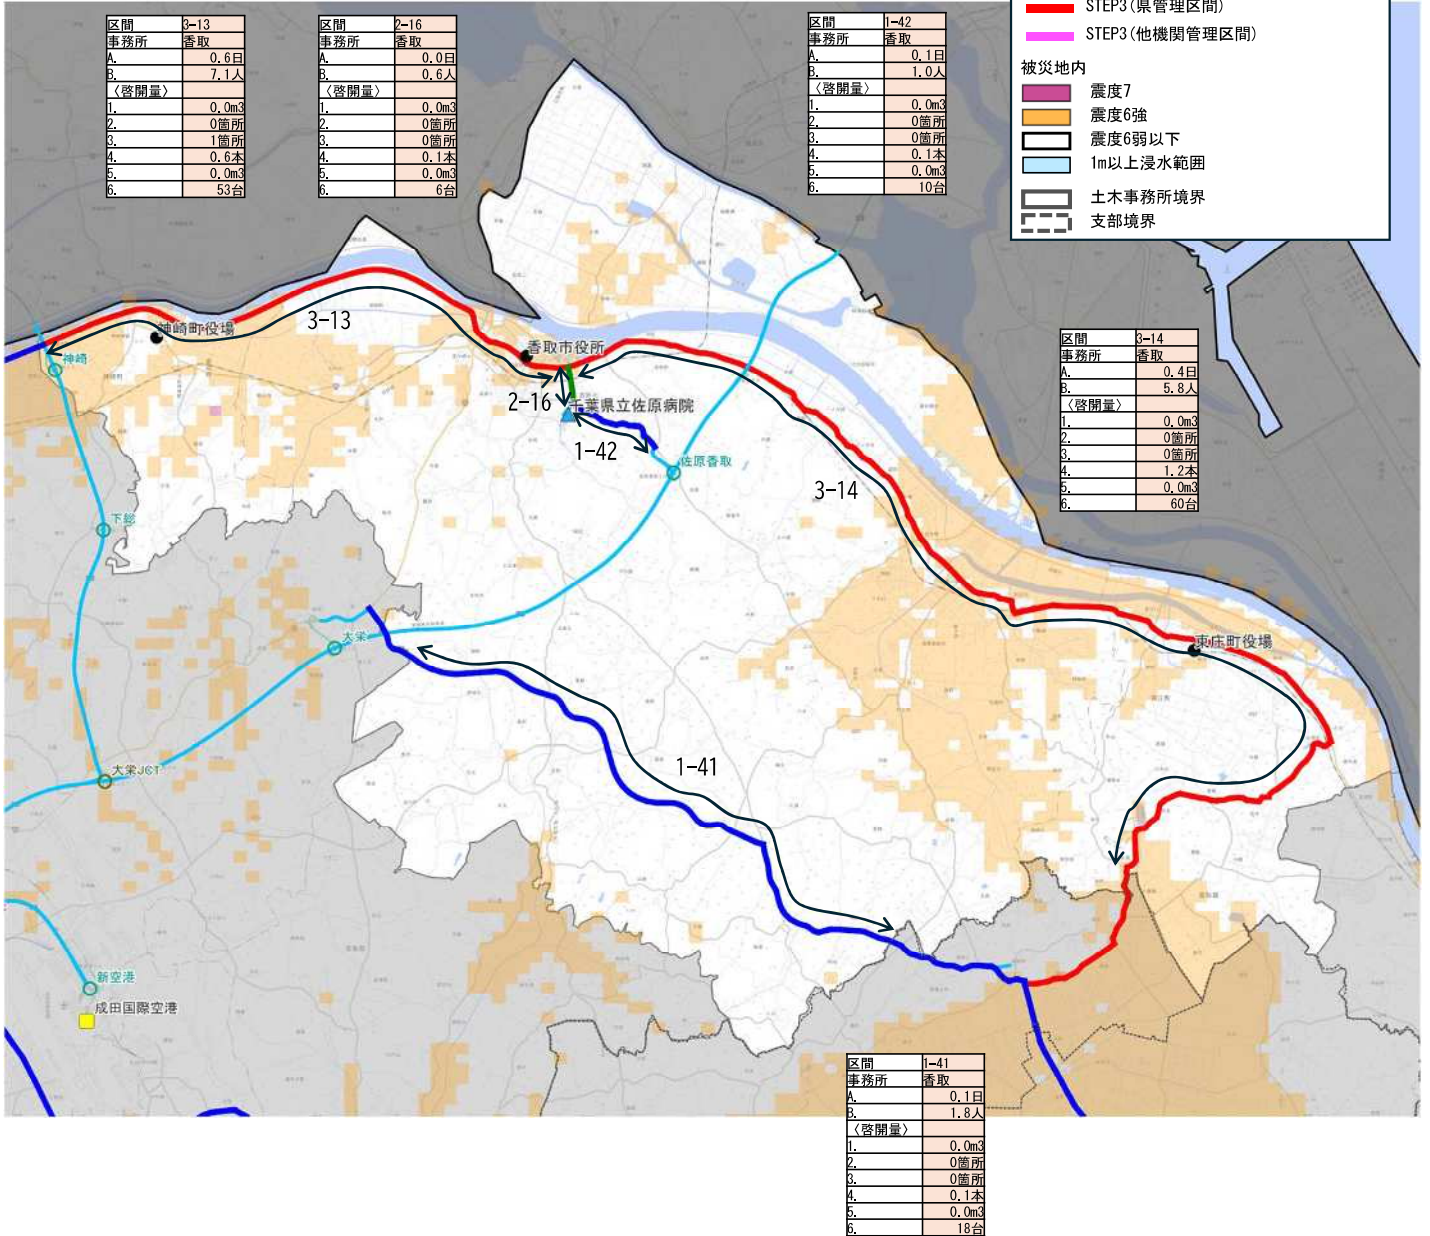 区間 3-13
事務所 香取
A. 0.6日
B. 7.1人
〈啓開量〉
1. 0.0m3
2. 0箇所
3. 1箇所
4. 0.6本
5. 0.0m3
6. 53台
区間 2-16
事務所 香取
A. 0.0日
B. 0.6人
〈啓開量〉
1. 0.0m3
2. 0箇所
3. 0箇所
4. 0.1本
5. 0.0m3
6. 6台
区間 1-42
事務所 香取
A. 0.1日
B. 1.0人
〈啓開量〉
1. 0.0m3
2. 0箇所
3. 0箇所
4. 0.1本
5. 0.0m3
6. 10台
STEP3(県管理区間)
STEP3(他機関管理区間)
被災地内
震度7
震度6強
震度6弱以下
1m以上浸水範囲
土木事務所境界
支部境界
3-13
神崎町役場
神崎
香取市役所
2-16
千葉県立佐原病院
1-42
佐原香取
3-14
区間 3-14
事務所 香取
A. 0.4日
B. 5.8人
〈啓開量〉
1. 0.0m3
2. 0箇所
3. 0箇所
4. 1.2本
5. 0.0m3
6. 60台
下総
大栄
東庄町役場
大栄JCT
1-41
新空港
成田国際空港
区間 1-41
事務所 香取
A. 0.1日
B. 1.8人
〈啓開量〉
1. 0.0m3
2. 0箇所
3. 0箇所
4. 0.1本
5. 0.0m3
6. 18台